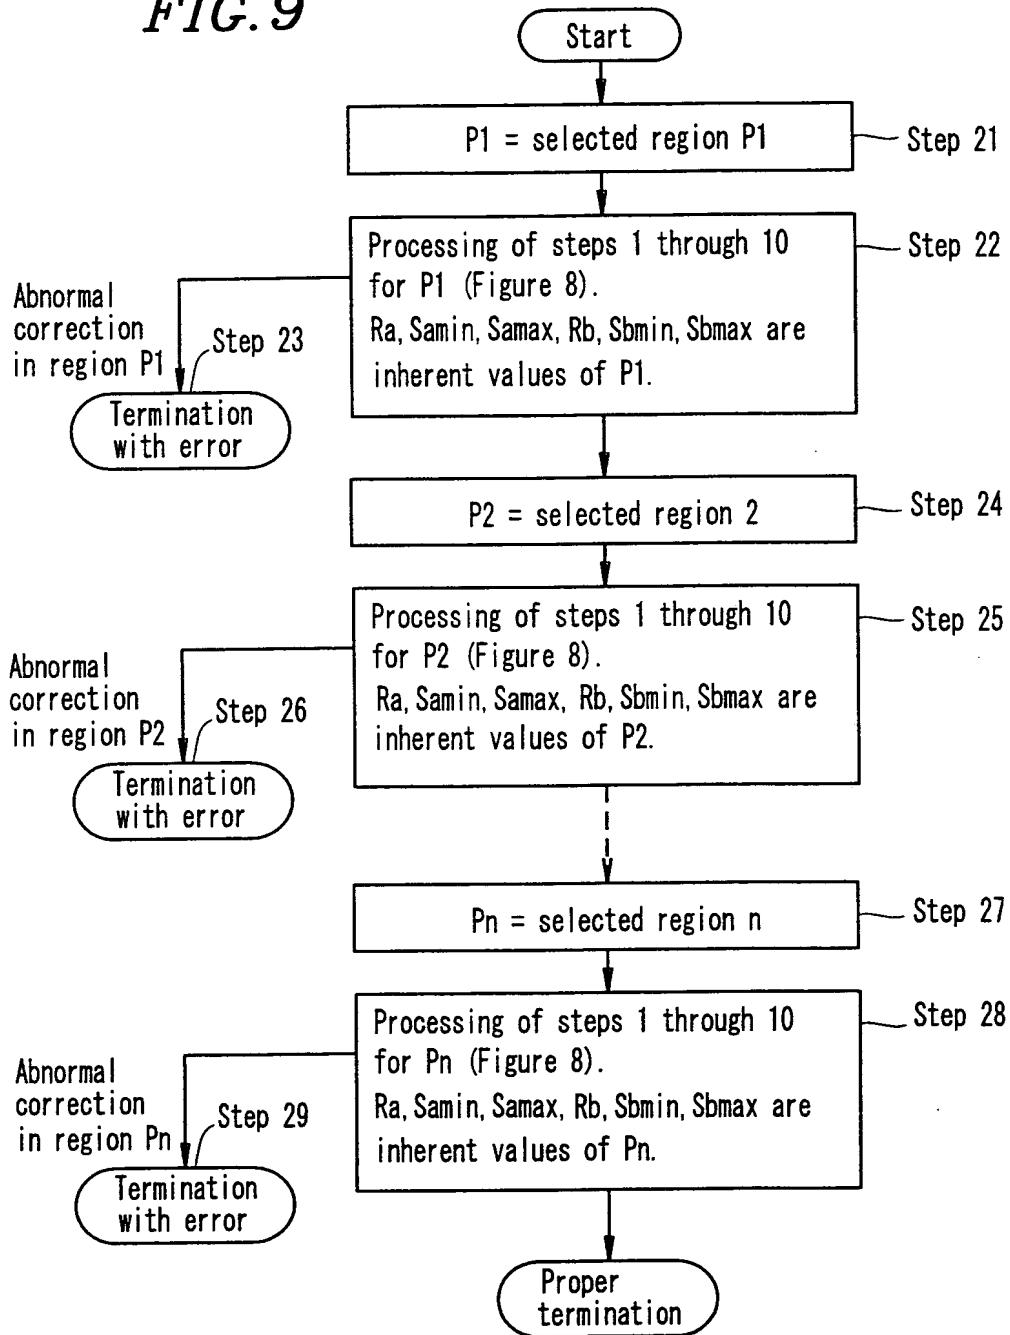 FIG. 9
Start
P1 = selected region P1
Step 21
Processing of steps 1 through 10
for P1 (Figure 8).
Ra, Samin, Samax, Rb, Sbmin, Sbmax are
inherent values of P1.
Step 22
Abnormal
correction
in region P1
Step 23
Termination
with error
P2 = selected region 2
Step 24
Processing of steps 1 through 10
for P2 (Figure 8).
Ra, Samin, Samax, Rb, Sbmin, Sbmax are
inherent values of P2.
Step 25
Abnormal
correction
in region P2
Step 26
Termination
with error
Pn = selected region n
Step 27
Processing of steps 1 through 10
for Pn (Figure 8).
Ra, Samin, Samax, Rb, Sbmin, Sbmax are
inherent values of Pn.
Step 28
Abnormal
correction
in region Pn
Step 29
Termination
with error
Proper
termination